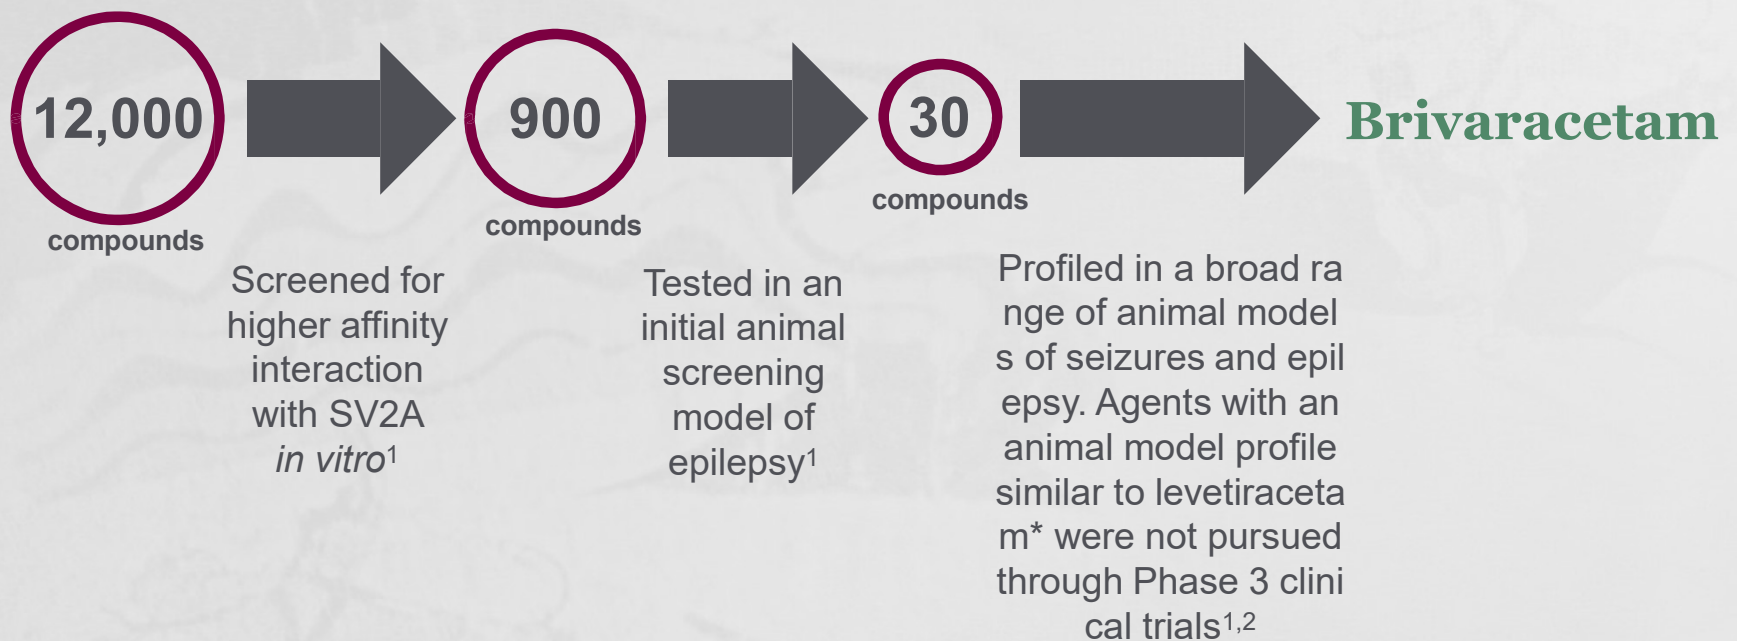 12,000
compounds
900
compounds
30
compounds
Brivaracetam
Screened for
higher affinity
interaction
with SV2A
in vitro1
Tested in an
initial animal
screening
model of
epilepsy1
Profiled in a broad ra
nge of animal model
s of seizures and epil
epsy. Agents with an
animal model profile
similar to levetiraceta
m* were not pursued
through Phase 3 clini
cal trials1,2